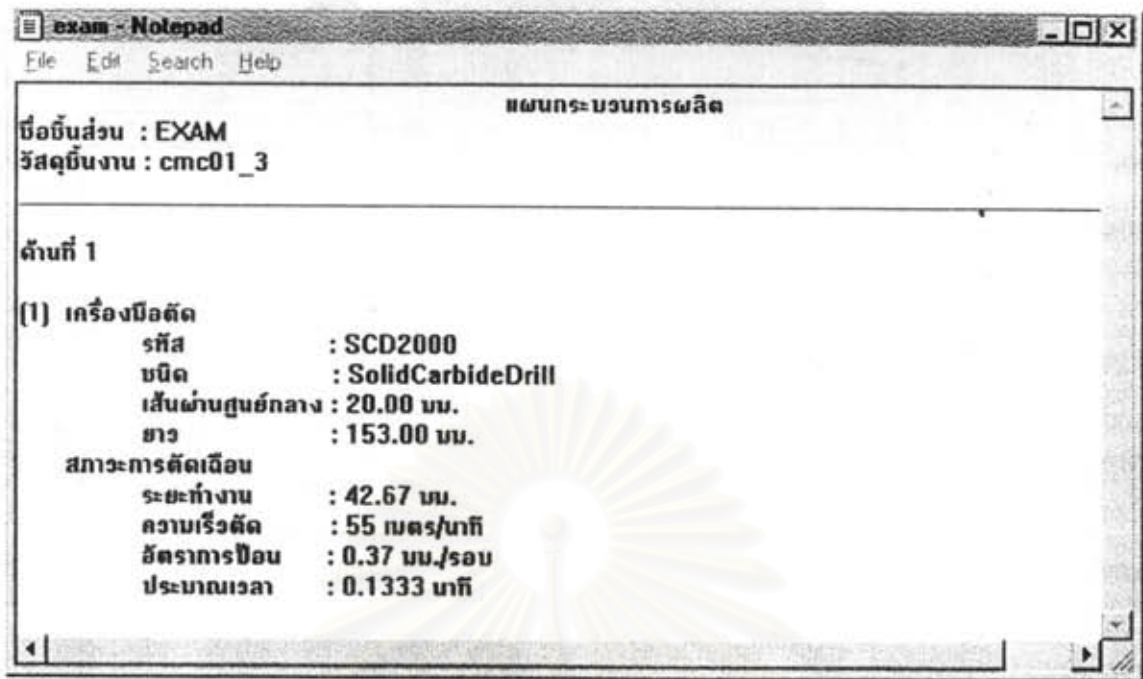 exam - Notepad
File Edit Search Help
แผนกระบวนการผลิต
ชื่อชิ้นส่วน : EXAM
วัสดุชิ้นงาน : cmc01_3
ด้านที่ 1
(1) เครื่องมือตัด
รหัส : SCD2000
ชนิด : SolidCarbideDrill
เส้นผ่านศูนย์กลาง : 20.00 มม.
ยาว : 153.00 มม.
สภาวะการตัดเฉือน
ระยะทำงาน : 42.67 มม.
ความเร็วตัด : 55 เมตร/นาที
อัตราการป้อน : 0.37 มม./รอบ
ประมาณเวลา : 0.1333 นาที